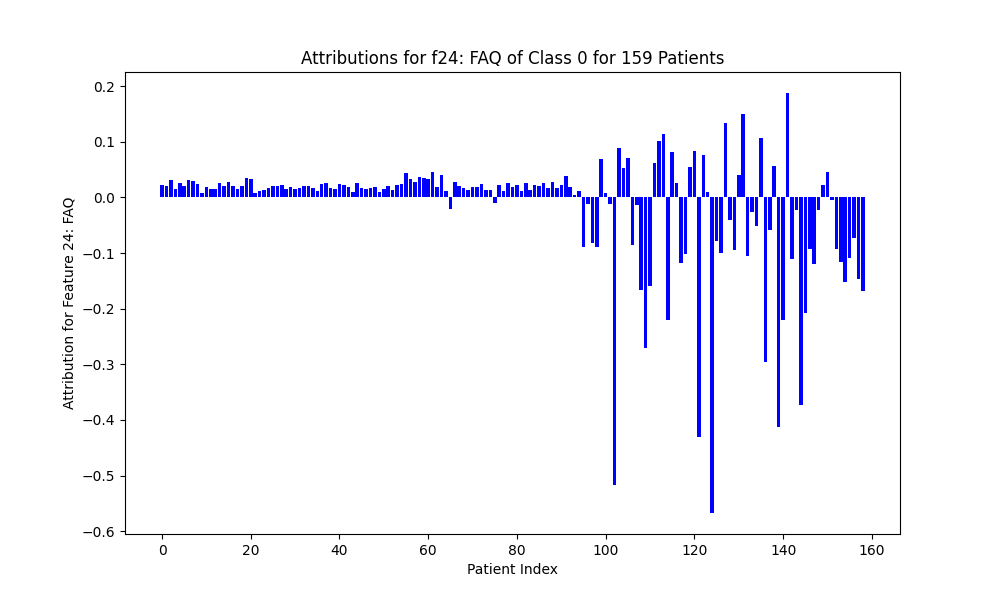 Attributions for f24: FAQ of Class 0 for 159 Patients
Attribution for Feature 24: FAQ
0.2
0.1
0.0
−0.1
−0.2
−0.3
−0.4
−0.5
−0.6
0 20 40 60 80 100 120 140 160
Patient Index